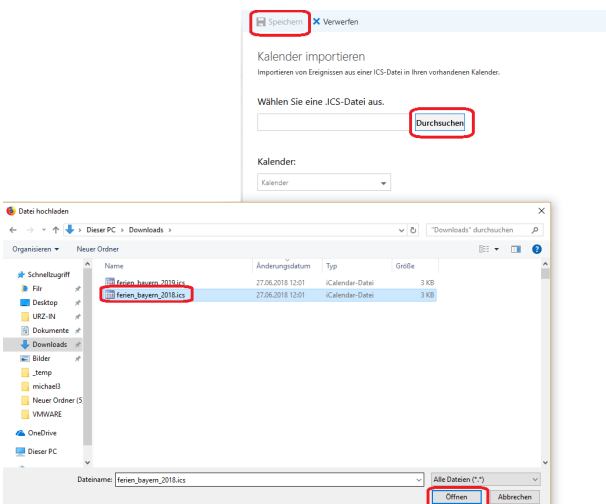 Speichern Verwerfen
Kalender importieren
Importieren von Ereignissen aus einer ICS-Datei in Ihren vorhandenen Kalender.
Wählen Sie eine .ICS-Datei aus.
Durchsuchen
Kalender:
Kalender
Datei hochladen
Dieser PC › Downloads › "Downloads" durchsuchen
Organisieren Neuer Ordner
Name Änderungsdatum Typ Größe
Schnellzugriff
ferien_bayern_2019.ics 27.06.2018 12:01 iCalendar-Datei 3 KB
Filr
ferien_bayern_2018.ics 27.06.2018 12:01 iCalendar-Datei 3 KB
Desktop
URZ-IN
Dokumente
Downloads
Bilder
_temp
michael3
Neuer Ordner (5
VMWARE
OneDrive
Dieser PC
Dateiname: ferien_bayern_2018.ics Alle Dateien (*.*)
Öffnen Abbrechen